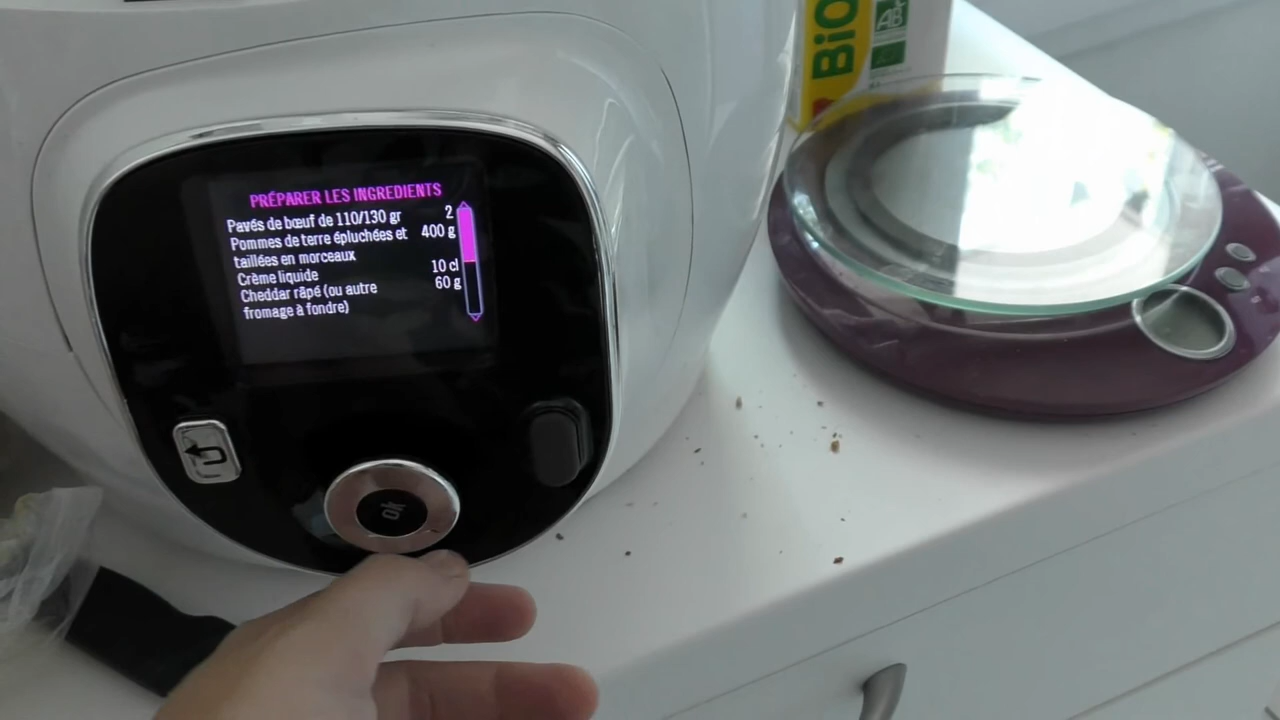 PRÉPARER LES INGREDIENTS
Pavés de bœuf de 110/130 gr 2
Pommes de terre épluchées et 400 g
taillées en morceaux
Crème liquide 10 cl
Cheddar râpé (ou autre 60 g
fromage à fondre)
ok
BiO
AB